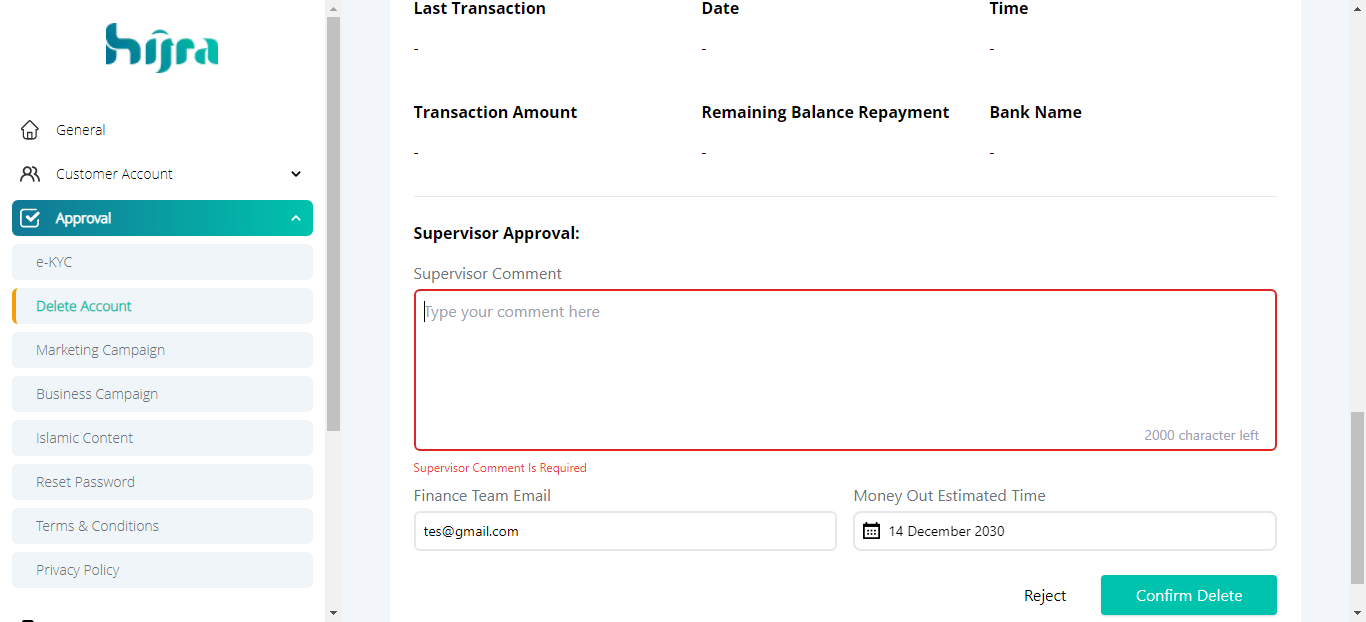 hijra
General
Customer Account
Approval
e-KYC
Delete Account
Marketing Campaign
Business Campaign
Islamic Content
Reset Password
Terms & Conditions
Privacy Policy
Last Transaction Date Time
- - -
Transaction Amount Remaining Balance Repayment Bank Name
- - -
Supervisor Approval:
Supervisor Comment
Type your comment here
2000 character left
Supervisor Comment Is Required
Finance Team Email Money Out Estimated Time
tes@gmail.com 14 December 2030
Reject Confirm Delete